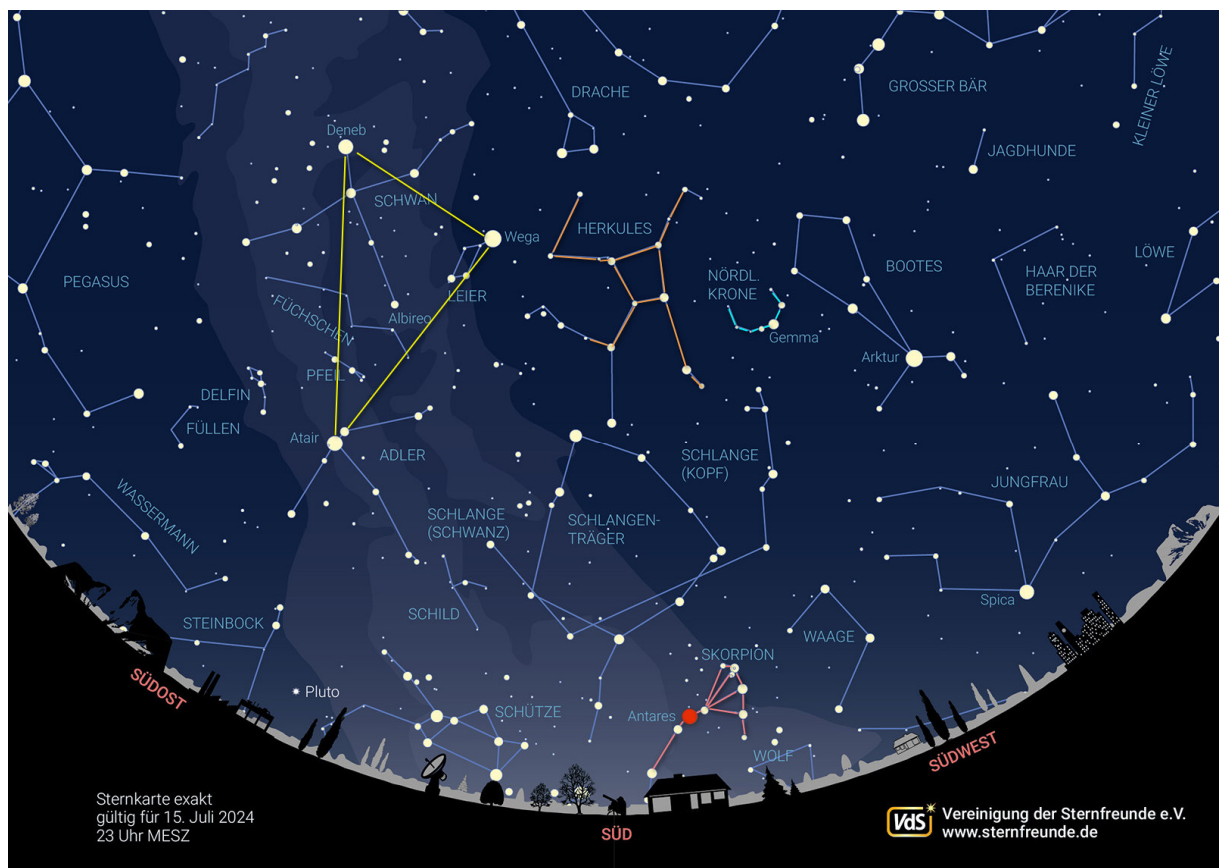 DRACHE
GROSSER BÄR
KLEINER LÖWE
Deneb
JAGDHUNDE
SCHWAN
Wega
HERKULES
BOOTES
LÖWE
PEGASUS
NÖRDL.
KRONE
HAAR DER
BERENIKE
LEIER
FÜCHSCHEN
Albireo
Gemma
Arktur
PFEIL
DELFIN
FÜLLEN
Atair
ADLER
SCHLANGE
(KOPF)
JUNGFRAU
WASSERMANN
SCHLANGE
(SCHWANZ)
SCHLANGEN-
TRÄGER
Spica
STEINBOCK
SCHILD
WAAGE
SKORPION
SÜDOST
Pluto
SCHÜTZE
Antares
WOLF
SÜDWEST
SÜD
Sternkarte exakt
gültig für 15. Juli 2024
23 Uhr MESZ
VdS
Vereinigung der Sternfreunde e.V.
www.sternfreunde.de